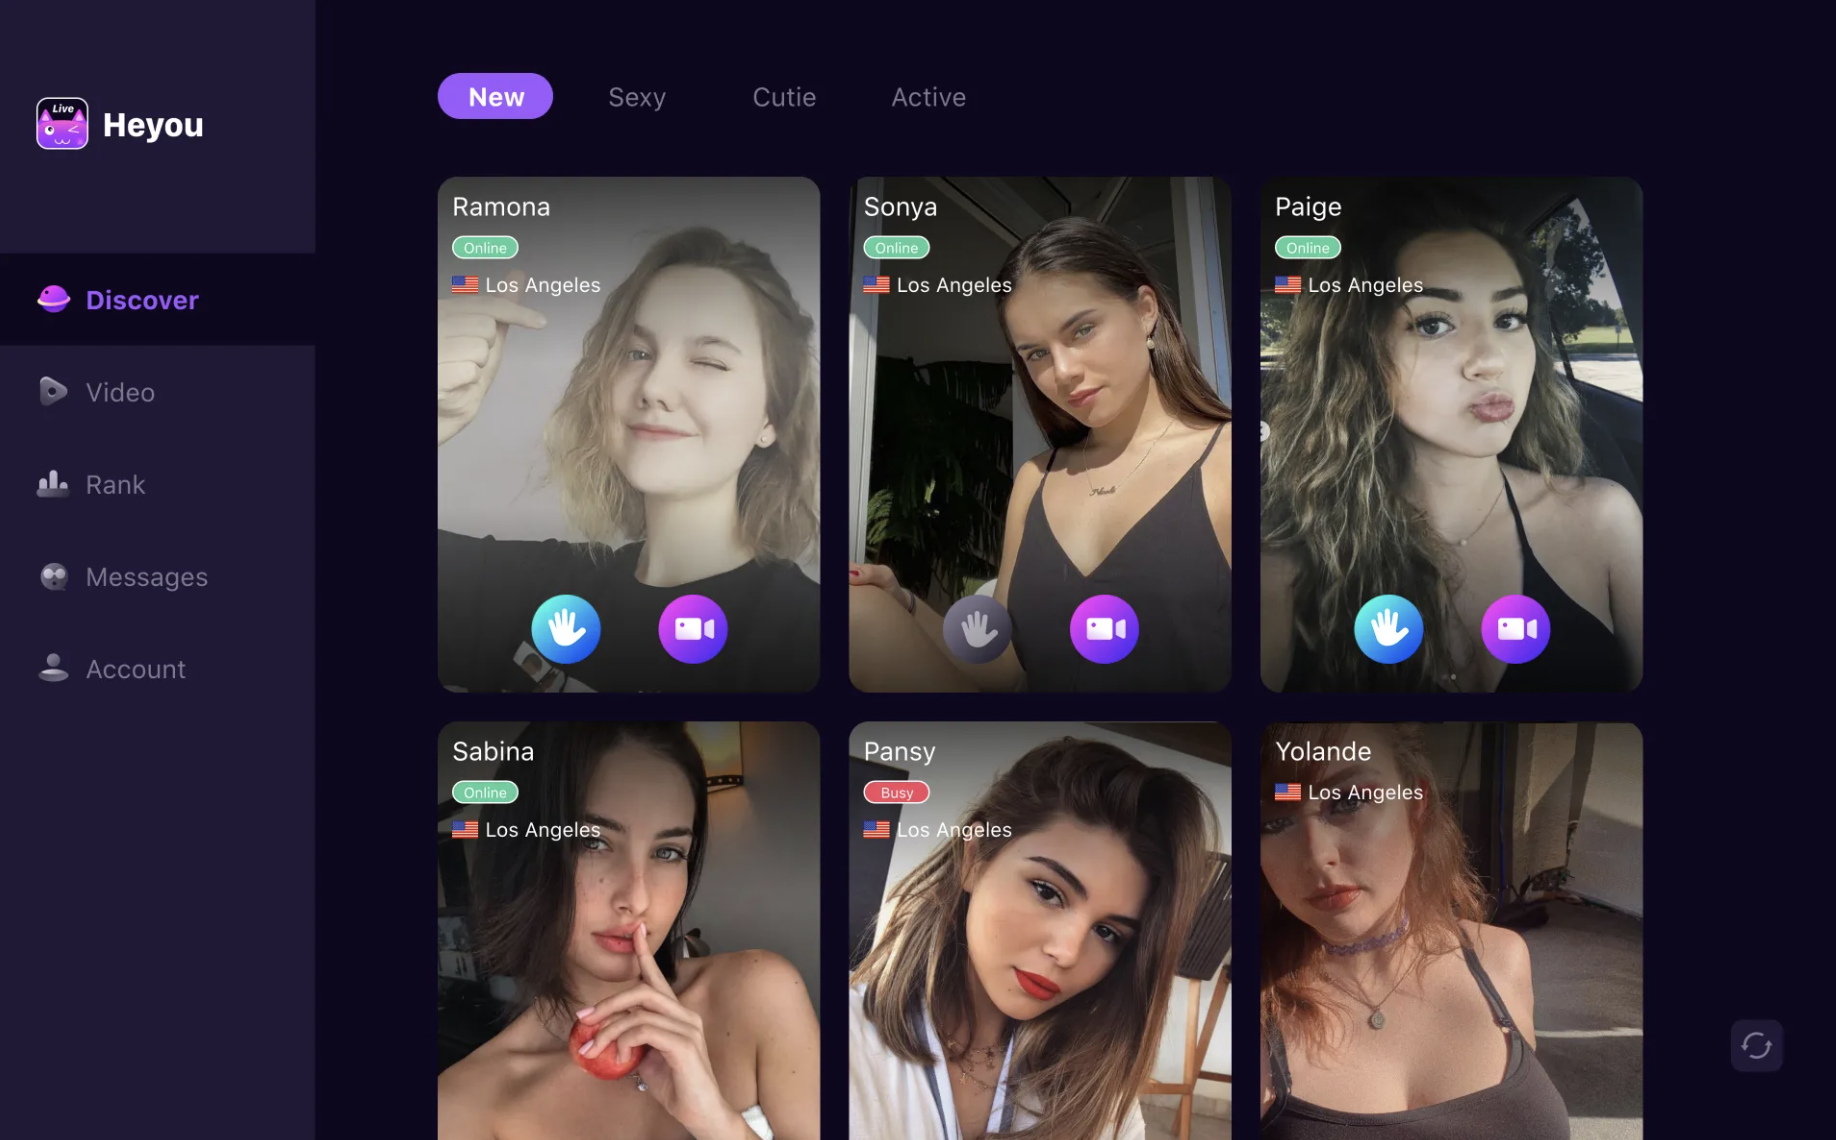 Live
Heyou
Discover
Video
Rank
Messages
Account
New
Sexy
Cutie
Active
Ramona
Online
Los Angeles
Sonya
Online
Los Angeles
Paige
Online
Los Angeles
Sabina
Online
Los Angeles
Pansy
Busy
Los Angeles
Yolande
Los Angeles